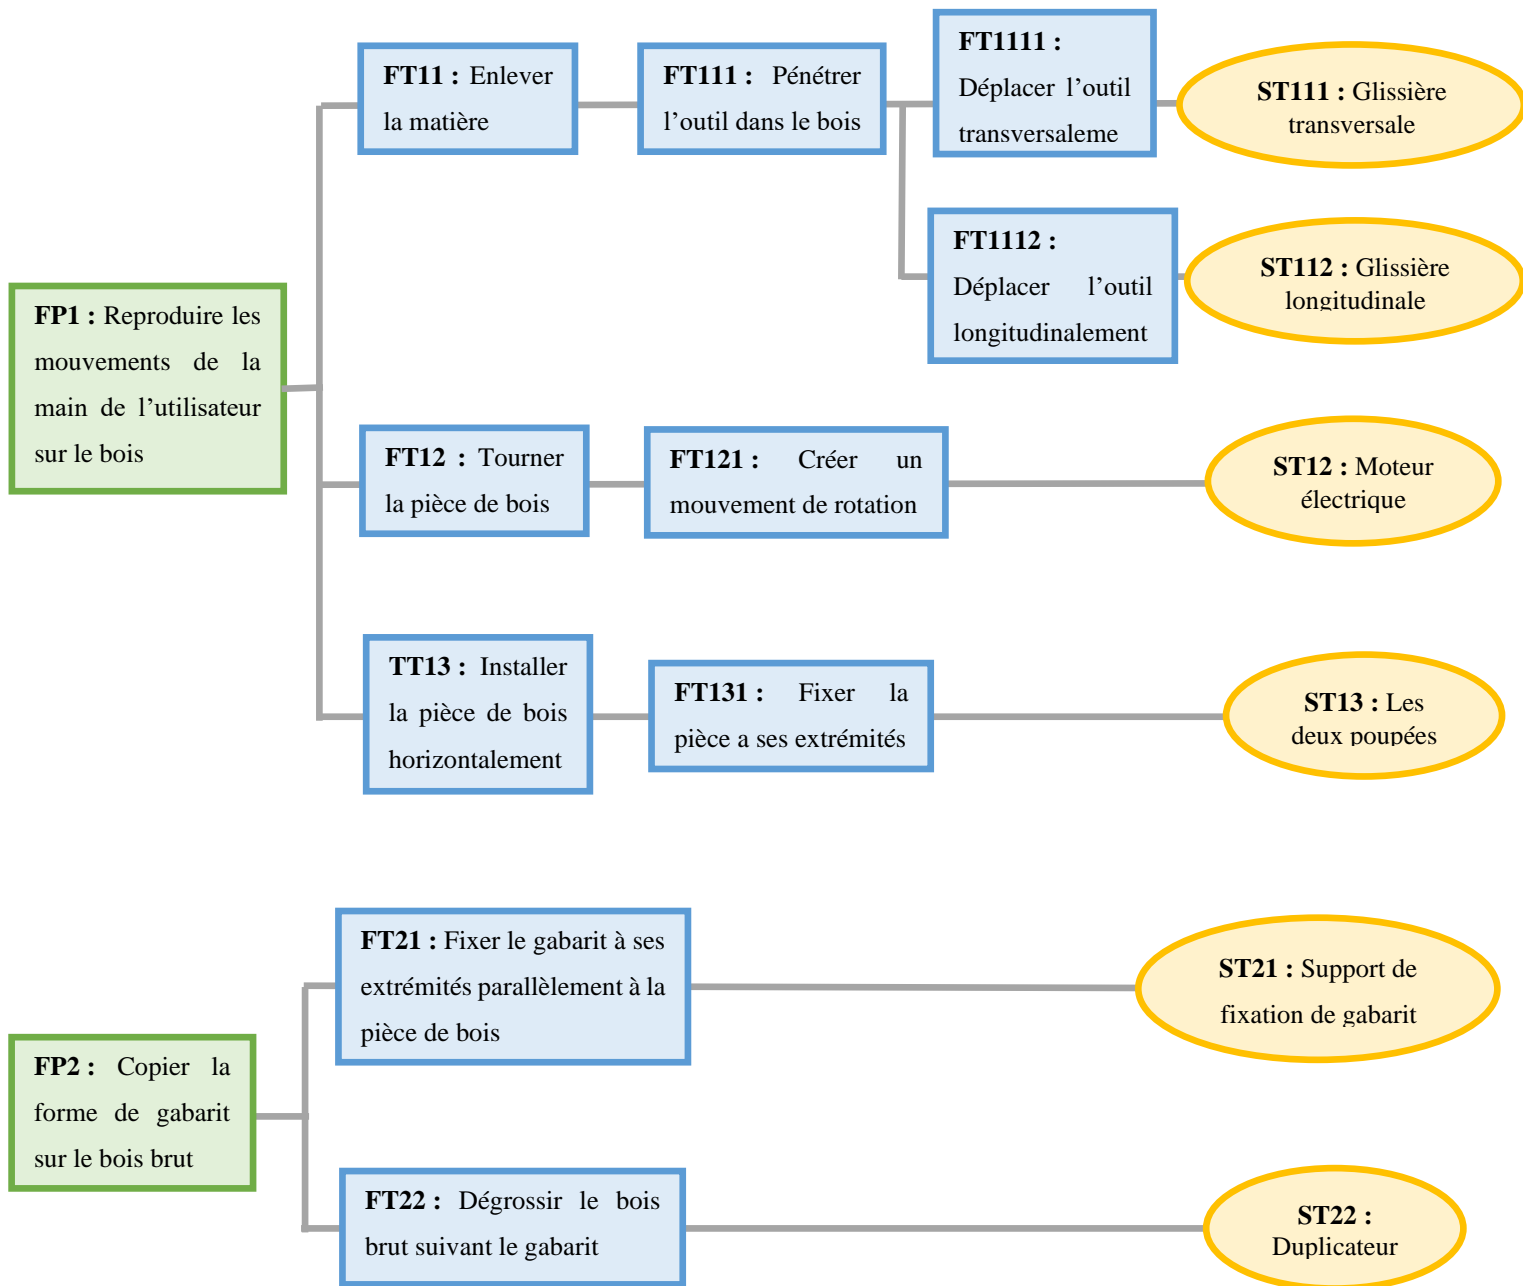 FP1 : Reproduire les
mouvements de la
main de l’utilisateur
sur le bois
FT11 : Enlever
la matière
FT111 : Pénétrer
l’outil dans le bois
FT1111 :
Déplacer l’outil
transversaleme
ST111 : Glissière
transversale
FT1112 :
Déplacer l’outil
longitudinalement
ST112 : Glissière
longitudinale
FT12 : Tourner
la pièce de bois
FT121 : Créer un
mouvement de rotation
ST12 : Moteur
électrique
TT13 : Installer
la pièce de bois
horizontalement
FT131 : Fixer la
pièce a ses extrémités
ST13 : Les
deux poupées
FP2 : Copier la
forme de gabarit
sur le bois brut
FT21 : Fixer le gabarit à ses
extrémités parallèlement à la
pièce de bois
ST21 : Support de
fixation de gabarit
FT22 : Dégrossir le bois
brut suivant le gabarit
ST22 :
Duplicateur